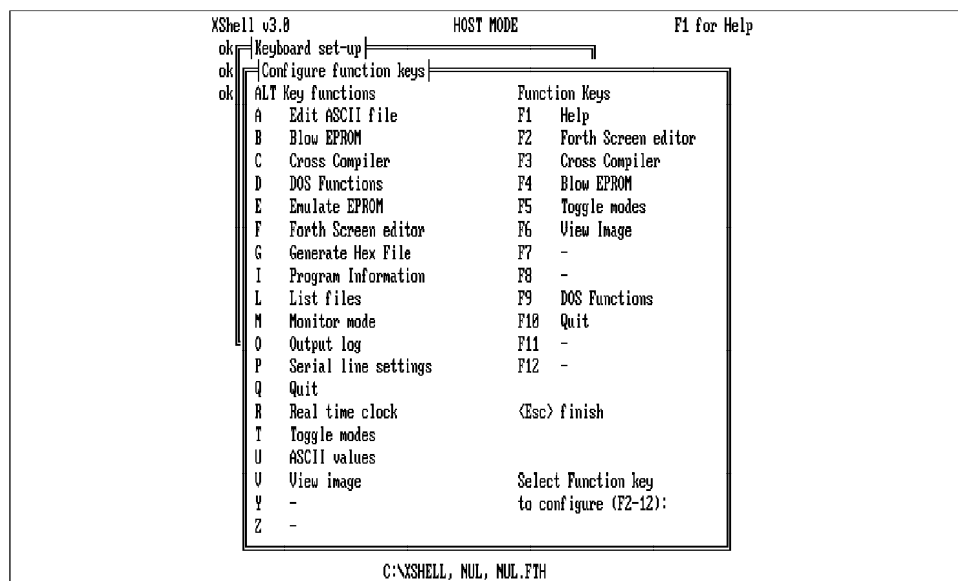 XShell v3.0 HOST MODE F1 for Help
ok Keyboard set-up
ok Configure function keys
ok ALT Key functions Function Keys
A Edit ASCII file F1 Help
B Blow EPROM F2 Forth Screen editor
C Cross Compiler F3 Cross Compiler
D DOS Functions F4 Blow EPROM
E Emulate EPROM F5 Toggle modes
F Forth Screen editor F6 View Image
G Generate Hex File F7 -
I Program Information F8 -
L List files F9 DOS Functions
M Monitor mode F10 Quit
O Output log F11 -
P Serial line settings F12 -
Q Quit
R Real time clock <Esc> finish
T Toggle modes
U ASCII values
V View image Select Function key
Y - to configure (F2-12):
Z -
C:\XSHELL, NUL, NUL.FTH